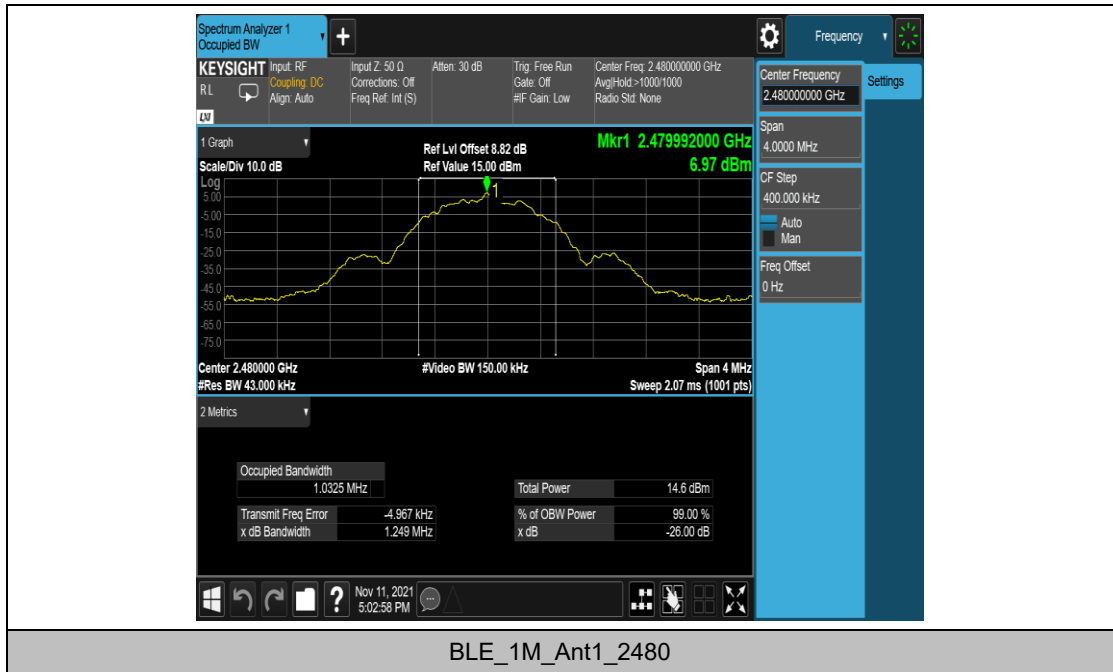 Spectrum Analyzer 1
Occupied BW
+
Frequency
KEYSIGHT
R L
LXI
Input: RF
Coupling: DC
Align: Auto
Input Z: 50 Ω
Corrections: Off
Freq Ref: Int (S)
Atten: 30 dB
Trig: Free Run
Gate: Off
#IF Gain: Low
Center Freq: 2.480000000 GHz
Avg|Hold:>1000/1000
Radio Std: None
Center Frequency
2.480000000 GHz
Settings
Span
4.0000 MHz
CF Step
400.000 kHz
Auto
Man
Freq Offset
0 Hz
1 Graph
Scale/Div 10.0 dB
Ref Lvl Offset 8.82 dB
Ref Value 15.00 dBm
Mkr1 2.479992000 GHz
6.97 dBm
Log
1
5.00
-5.00
-15.0
-25.0
-35.0
-45.0
-55.0
-65.0
-75.0
Center 2.480000 GHz
#Video BW 150.00 kHz
Span 4 MHz
#Res BW 43.000 kHz
Sweep 2.07 ms (1001 pts)
2 Metrics
Occupied Bandwidth
1.0325 MHz
Total Power 14.6 dBm
Transmit Freq Error -4.967 kHz
% of OBW Power 99.00 %
x dB Bandwidth 1.249 MHz
x dB -26.00 dB
?
Nov 11, 2021
5:02:58 PM
BLE_1M_Ant1_2480